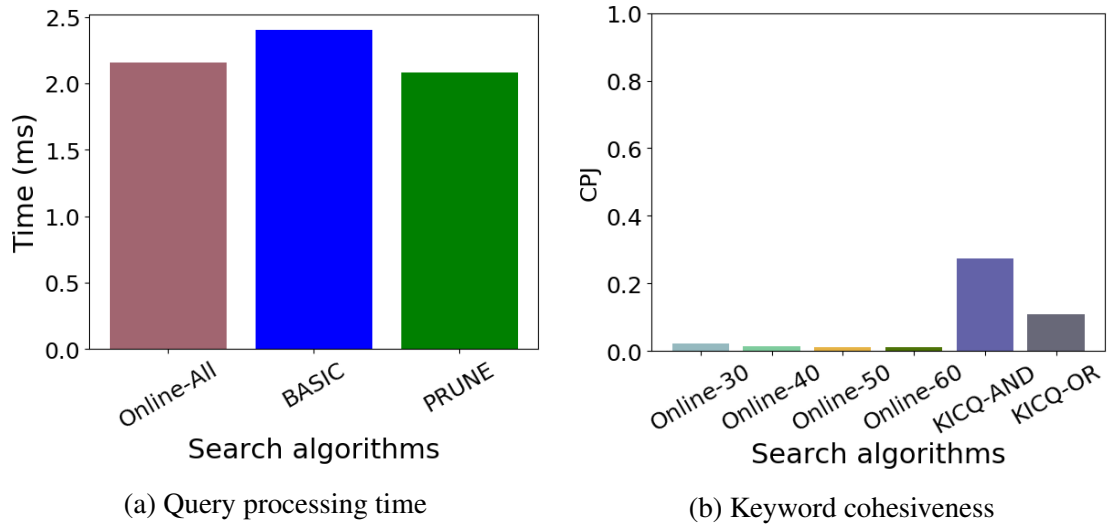 2.5
2.0
1.5
1.0
0.5
0.0
Time (ms)
Online-All
BASIC
PRUNE
Search algorithms
(a) Query processing time
1.0
0.8
0.6
0.4
0.2
0.0
CPJ
Online-30
Online-40
Online-50
Online-60
KICQ-AND
KICQ-OR
Search algorithms
(b) Keyword cohesiveness